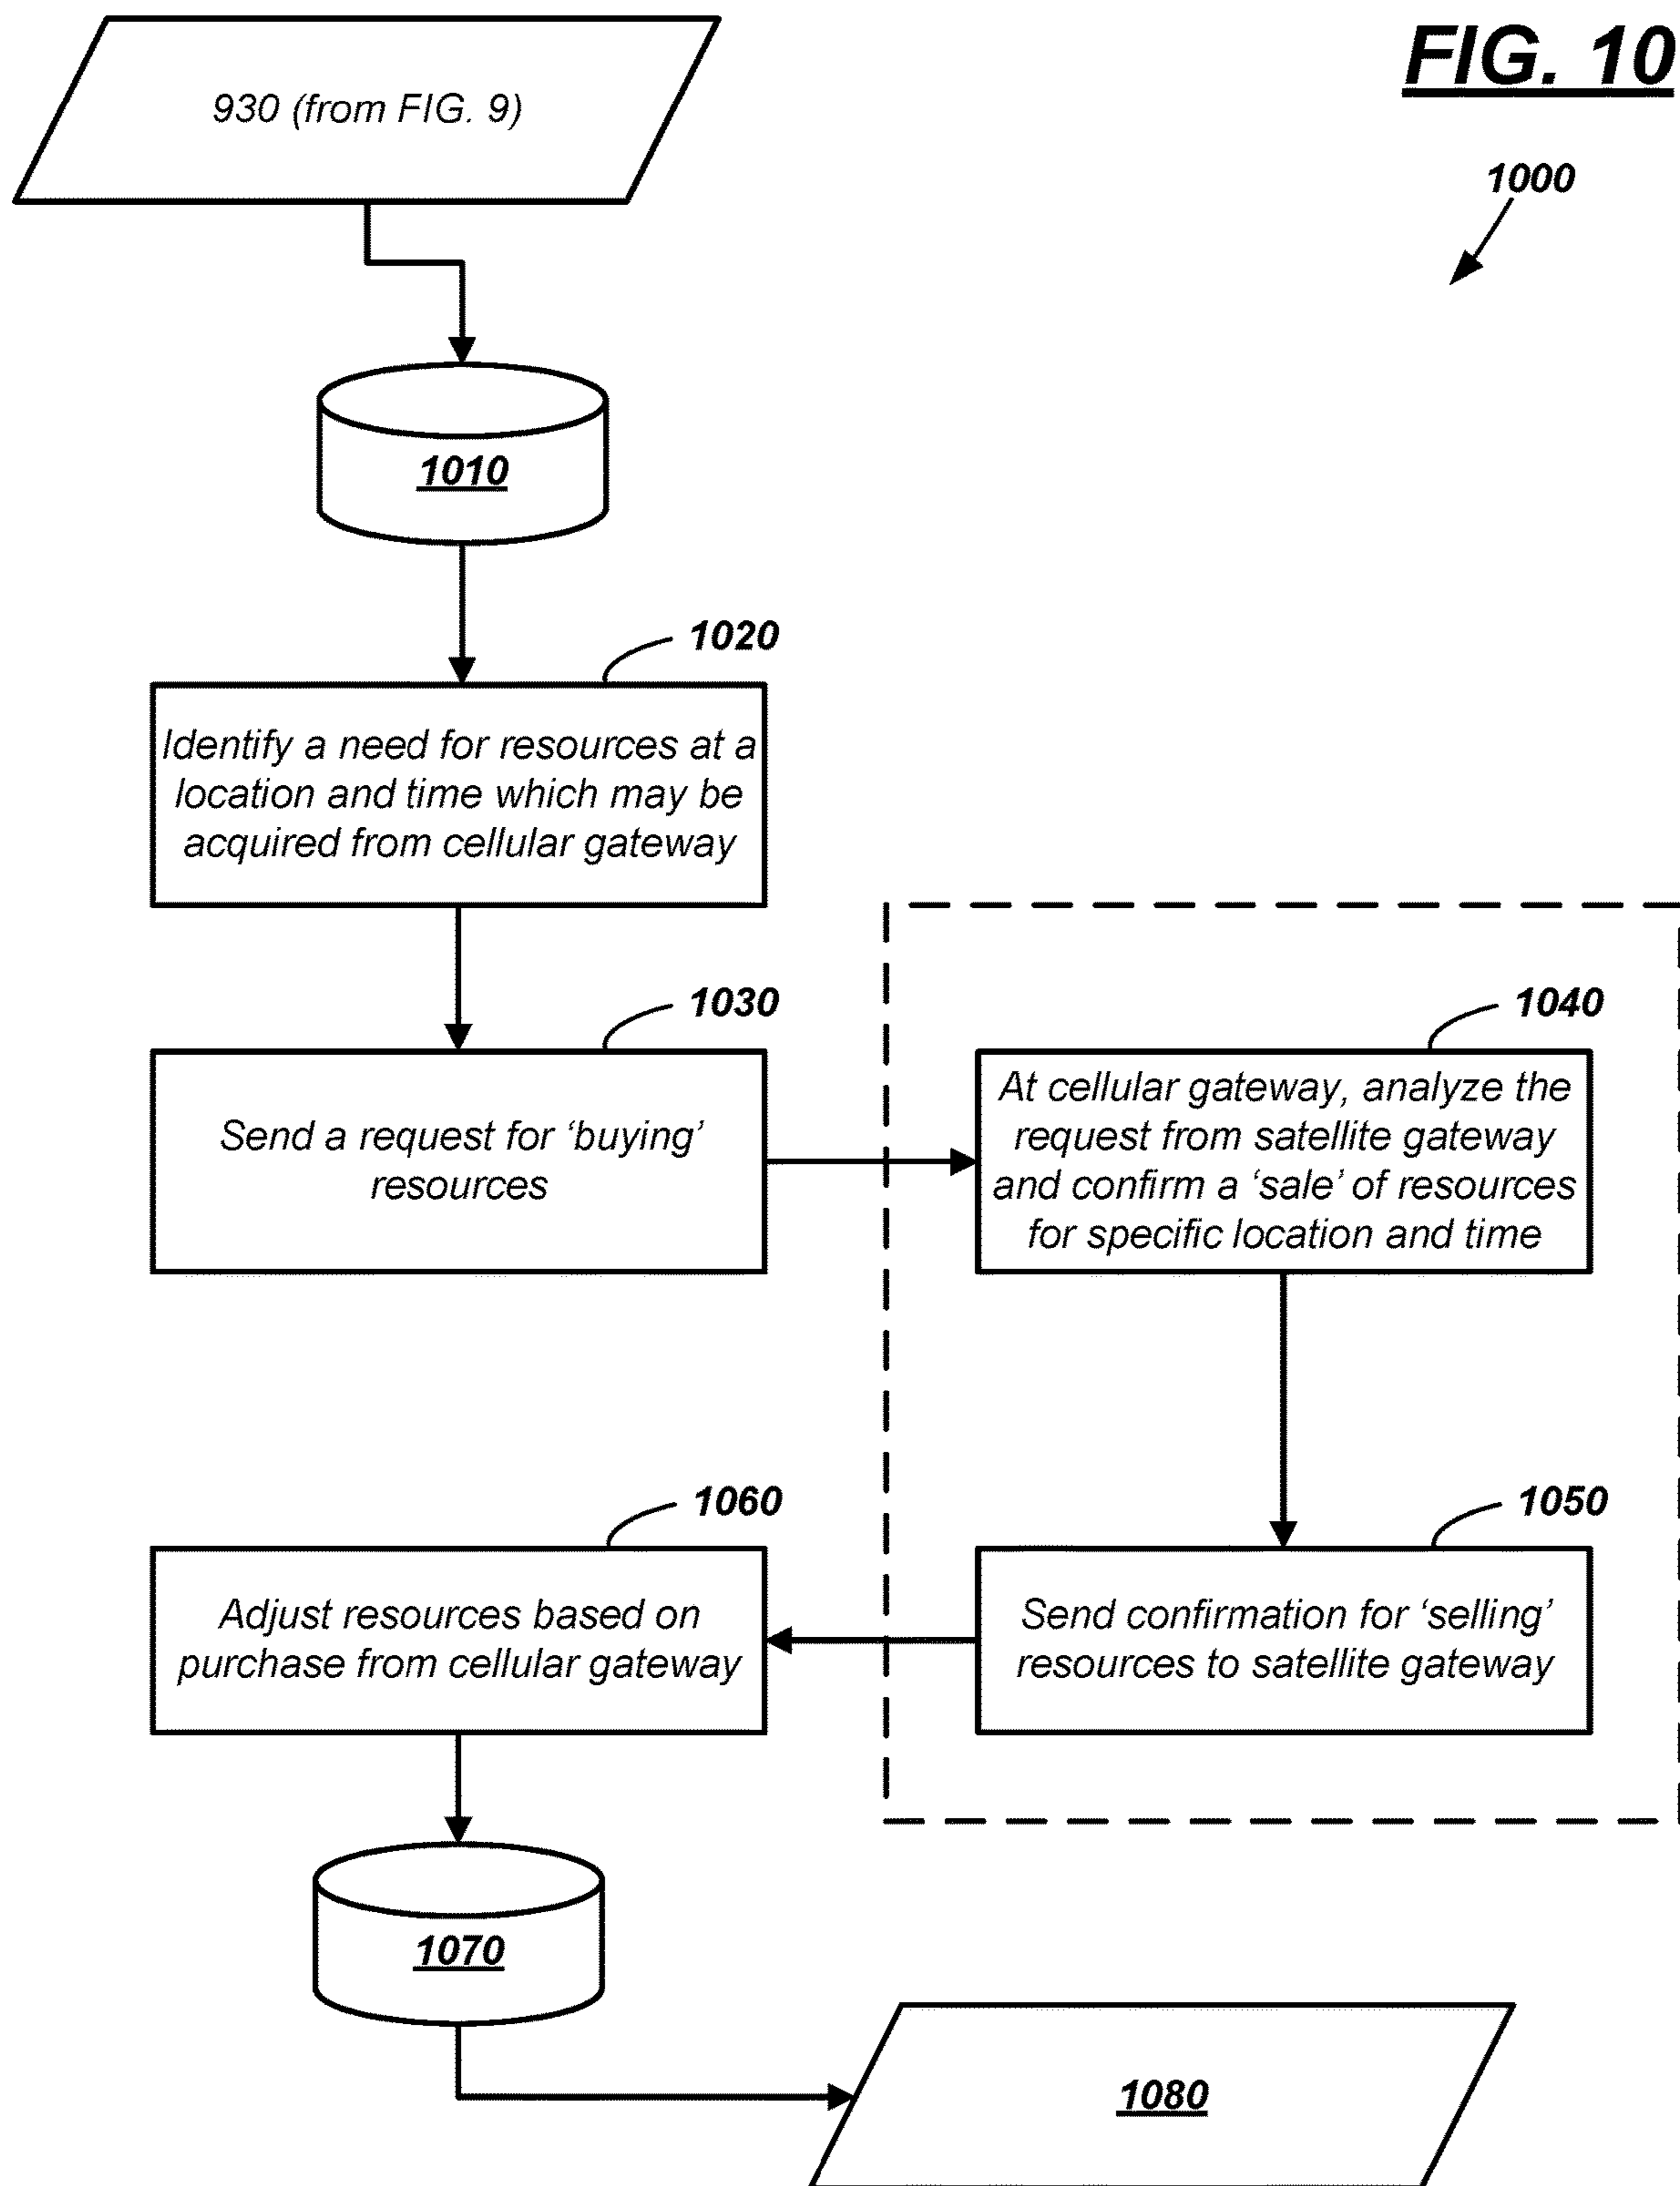 FIG. 10
930 (from FIG. 9)
1000
1010
1020
Identify a need for resources at a
location and time which may be
acquired from cellular gateway
1030
Send a request for ‘buying’
resources
1040
At cellular gateway, analyze the
request from satellite gateway
and confirm a ‘sale’ of resources
for specific location and time
1050
Send confirmation for ‘selling’
resources to satellite gateway
1060
Adjust resources based on
purchase from cellular gateway
1070
1080